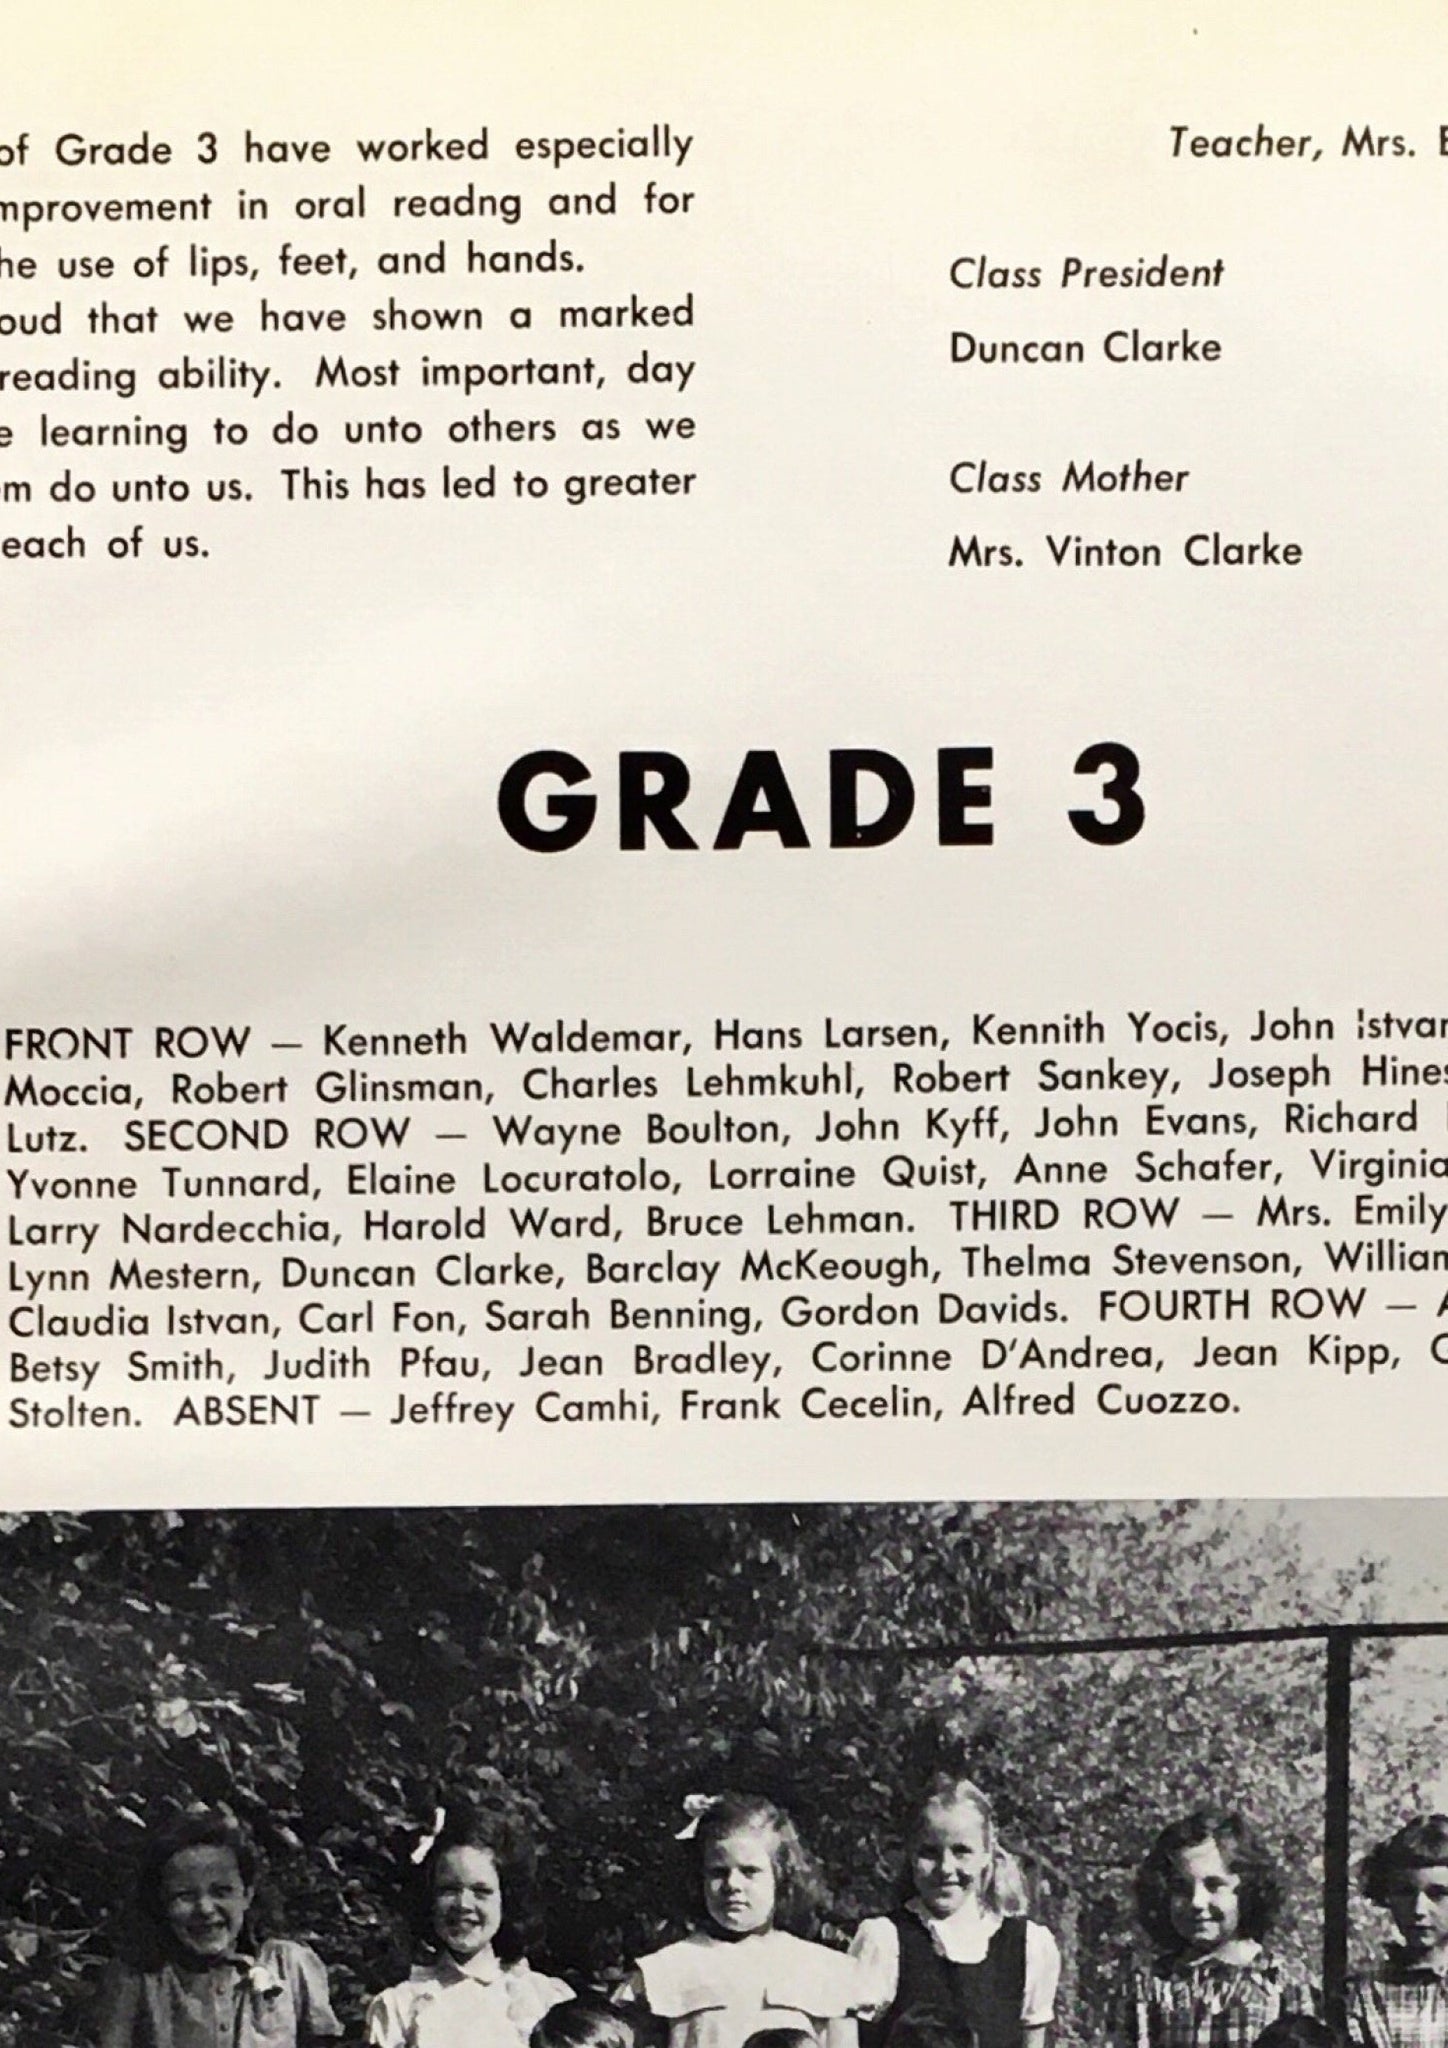 of Grade 3 have worked especially
mprovement in oral readng and for
he use of lips, feet, and hands.
oud that we have shown a marked
reading ability. Most important, day
e learning to do unto others as we
m do unto us. This has led to greater
each of us.
Teacher, Mrs.
Class President
Duncan Clarke
Class Mother
Mrs. Vinton Clarke
GRADE 3
FRONT ROW — Kenneth Waldemar, Hans Larsen, Kennith Yocis, John Istvan
Moccia, Robert Glinsman, Charles Lehmkuhl, Robert Sankey, Joseph Hines
Lutz. SECOND ROW — Wayne Boulton, John Kyff, John Evans, Richard
Yvonne Tunnard, Elaine Locuratolo, Lorraine Quist, Anne Schafer, Virginia
Larry Nardecchia, Harold Ward, Bruce Lehman. THIRD ROW — Mrs. Emily
Lynn Mestern, Duncan Clarke, Barclay McKeough, Thelma Stevenson, William
Claudia Istvan, Carl Fon, Sarah Benning, Gordon Davids. FOURTH ROW —
Betsy Smith, Judith Pfau, Jean Bradley, Corinne D'Andrea, Jean Kipp,
Stolten. ABSENT — Jeffrey Camhi, Frank Cecelin, Alfred Cuozzo.